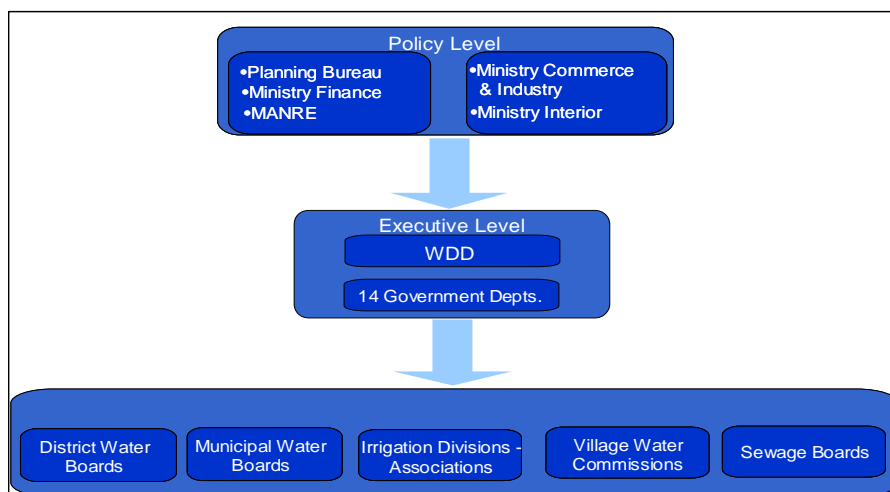 Policy Level
•Planning Bureau
•Ministry Finance
•MANRE
•Ministry Commerce
& Industry
•Ministry Interior
Executive Level
WDD
14 Government Depts.
District Water
Boards
Municipal Water
Boards
Irrigation Divisions -
Associations
Village Water
Commissions
Sewage Boards